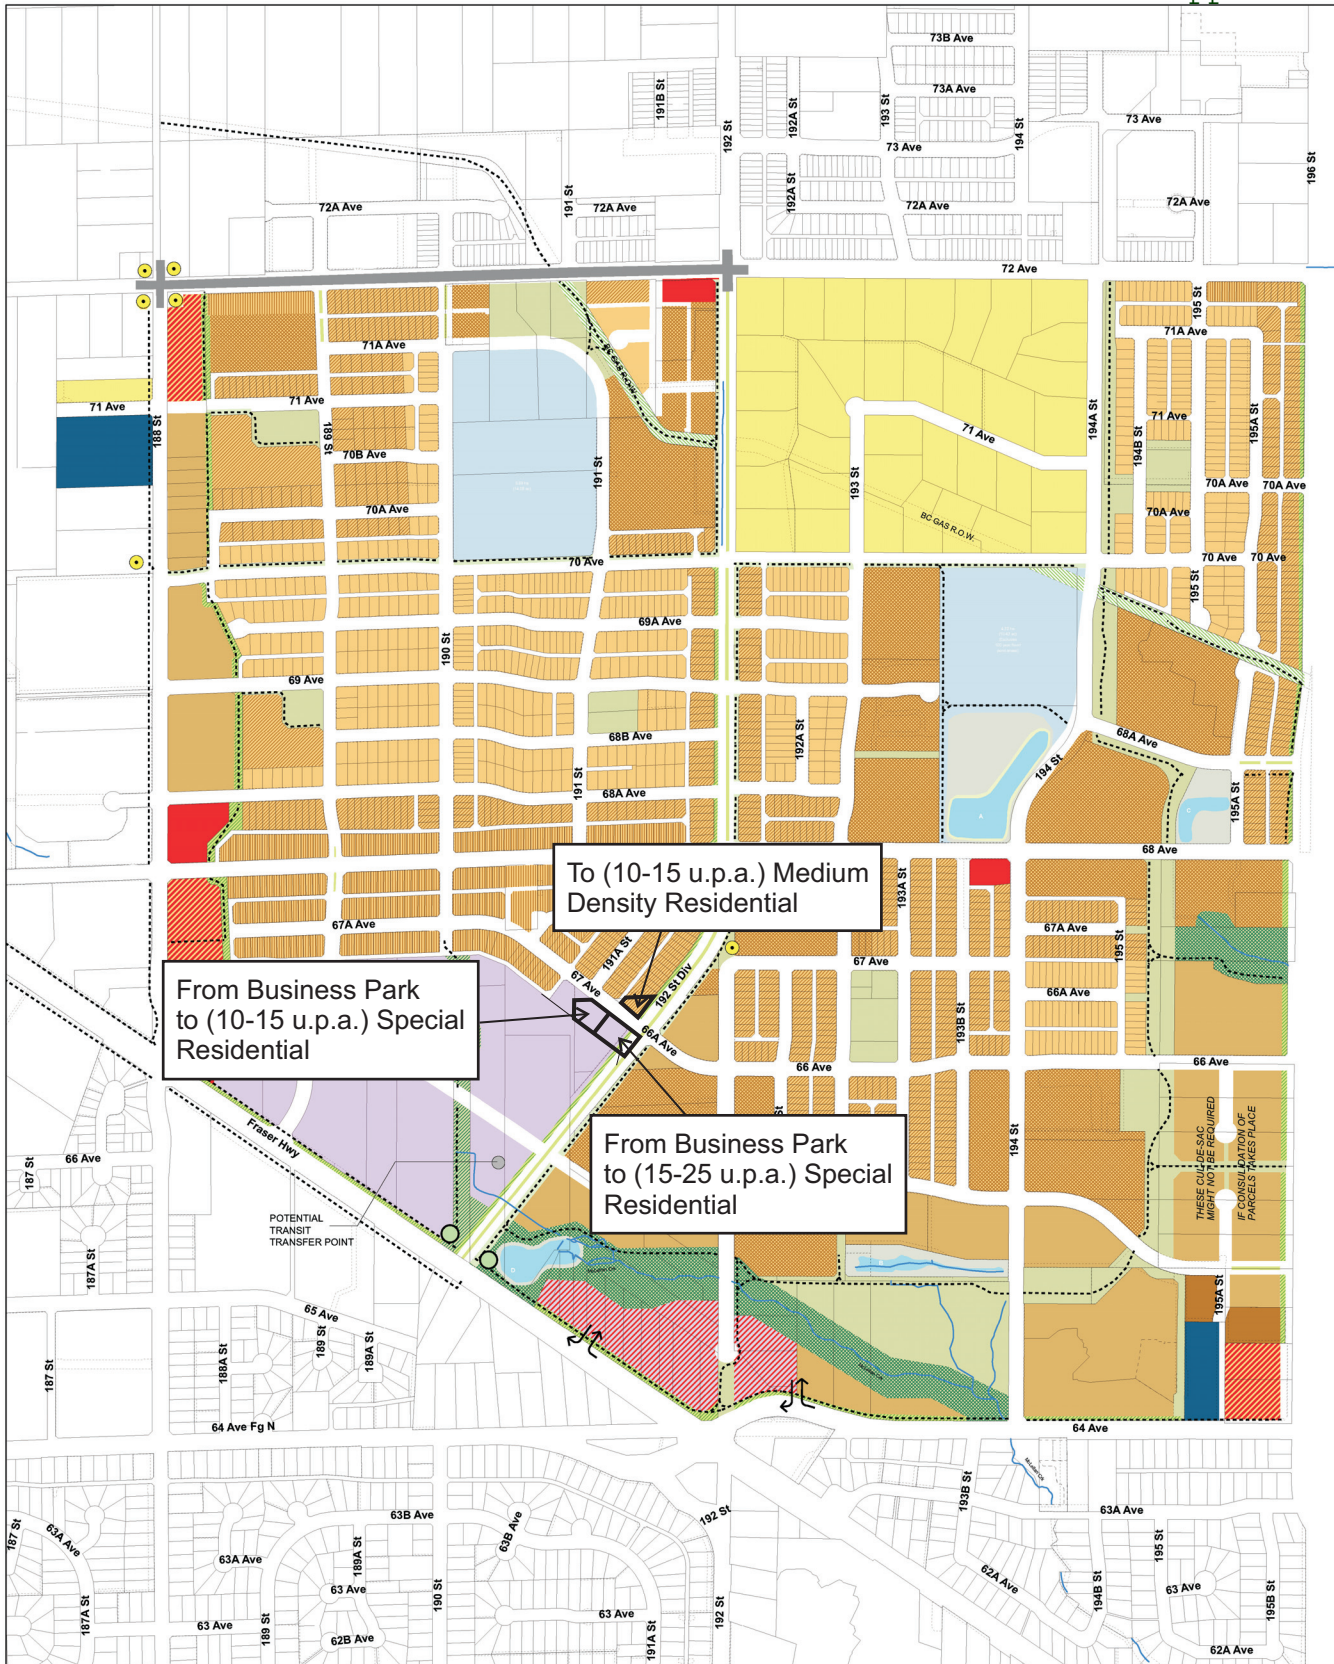 73B Ave
73A Ave
191B St
192 St
192A St
193 St
194 St
73 Ave
73 Ave
196 St
191 St
192A St
72A Ave
72A Ave
72A Ave
72A Ave
72 Ave
195 St
71A Ave
71A Ave
BC GAS R.O.W.
71 Ave
71 Ave
188 St
189 St
70B Ave
191 St
193 St
71 Ave
194A St
194B St
71 Ave
195A St
70A Ave
70A Ave
70A Ave
70A Ave
BC GAS R.O.W.
70 Ave
70 Ave
70 Ave
195 St
69A Ave
190 St
69 Ave
68B Ave
192A St
68A Ave
194 St
191 St
68A Ave
195A St
A
C
68 Ave
To (10-15 u.p.a.) Medium
Density Residential
193A St
67A Ave
67A Ave
191A St
195 St
67 Ave
67 Ave
From Business Park
to (10-15 u.p.a.) Special
Residential
192 St Div
66A Ave
66A Ave
193B St
66 Ave
66 Ave
St
From Business Park
to (15-25 u.p.a.) Special
Residential
194 St
THESE CUL-DE-SAC
MIGHT NOT BE REQUIRED
IF CONSULIDATION OF
PARCELS TAKES PLACE
Fraser Hwy
66 Ave
187 St
POTENTIAL
TRANSIT
TRANSFER POINT
187A St
McLellan Crk
195A St
65 Ave
189 St
189A St
188A St
187 St
McLellan Crk
64 Ave Fg N
64 Ave
McLellan Crk
193B St
63A Ave
192 St
63B Ave
63B Ave
187 St
63A Ave
63A Ave
189A St
195 St
62A Ave
63 Ave
190 St
63 Ave
194B St
195B St
187A St
63 Ave
189 St
62B Ave
63 Ave
191A St
192 St
62A Ave